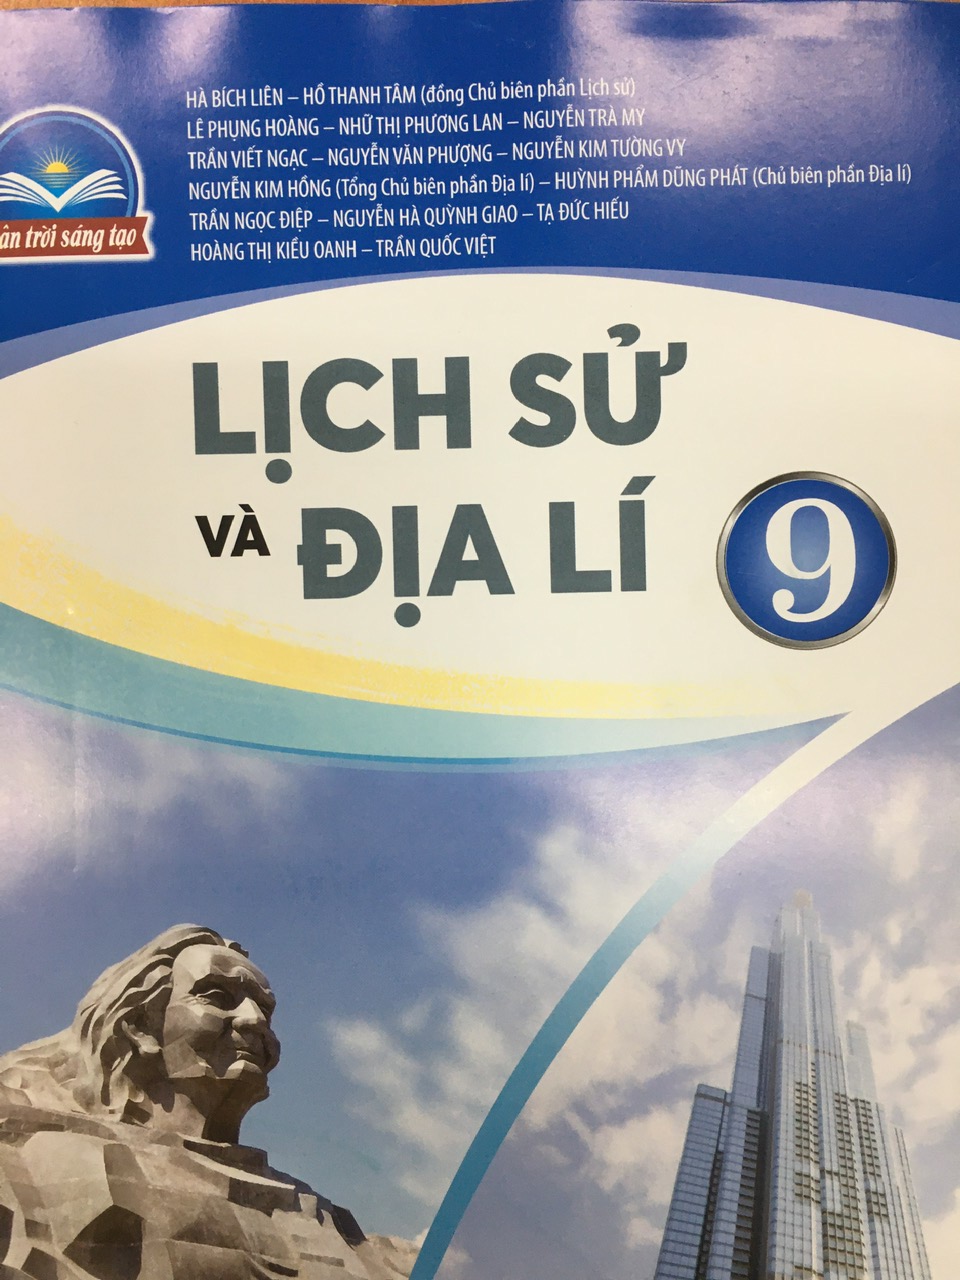 HÀ BÍCH LIÊN – HỒ THANH TÂM (đồng Chủ biên phần Lịch sử)
LÊ PHỤNG HOÀNG – NHỮ THỊ PHƯƠNG LAN – NGUYỄN TRÀ MY
TRẦN VIẾT NGẠC – NGUYỄN VĂN PHƯỢNG – NGUYỄN KIM TƯỜNG VY
NGUYỄN KIM HỒNG (Tổng Chủ biên phần Địa lí) – HUỲNH PHẨM DŨNG PHÁT (Chủ biên phần Địa lí)
TRẦN NGỌC ĐIỆP – NGUYỄN HÀ QUỲNH GIAO – TẠ ĐỨC HIẾU
HOÀNG THỊ KIỀU OANH – TRẦN QUỐC VIỆT
ân trời sáng tạo
LỊCH SỬ
VÀ ĐỊA LÍ 9